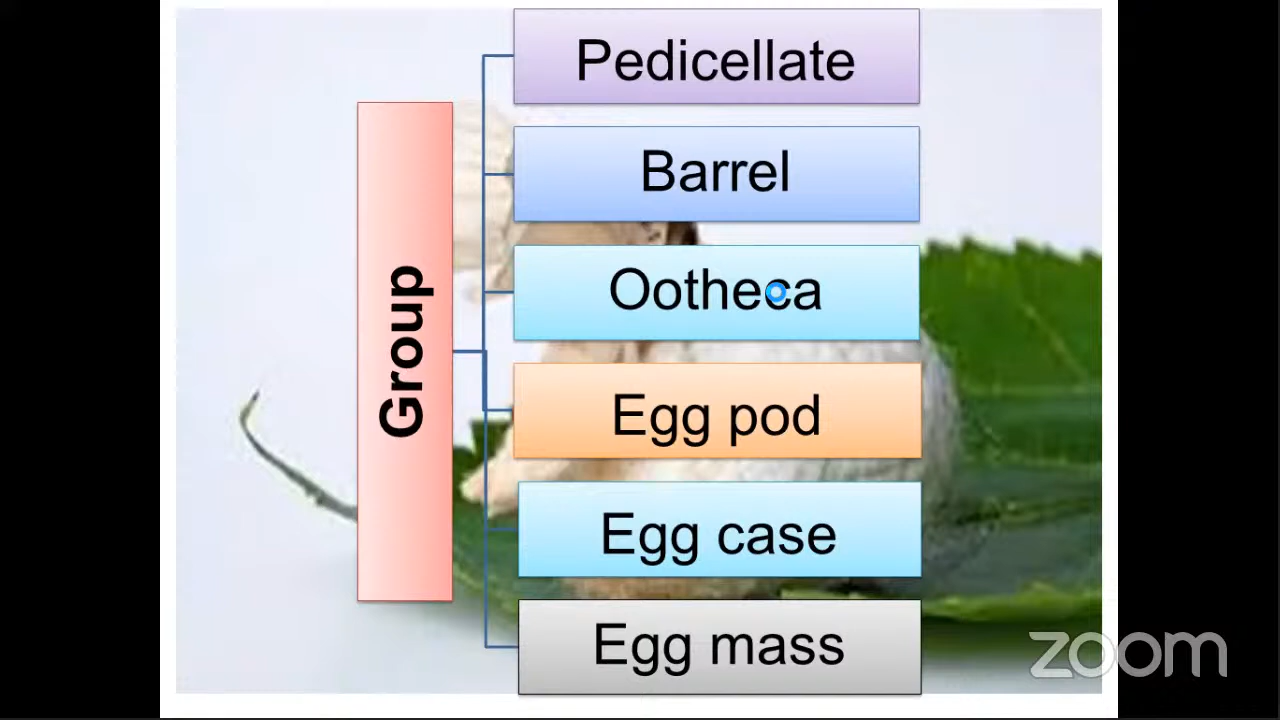 Group
Pedicellate
Barrel
Ootheca
Egg pod
Egg case
Egg mass
zoom